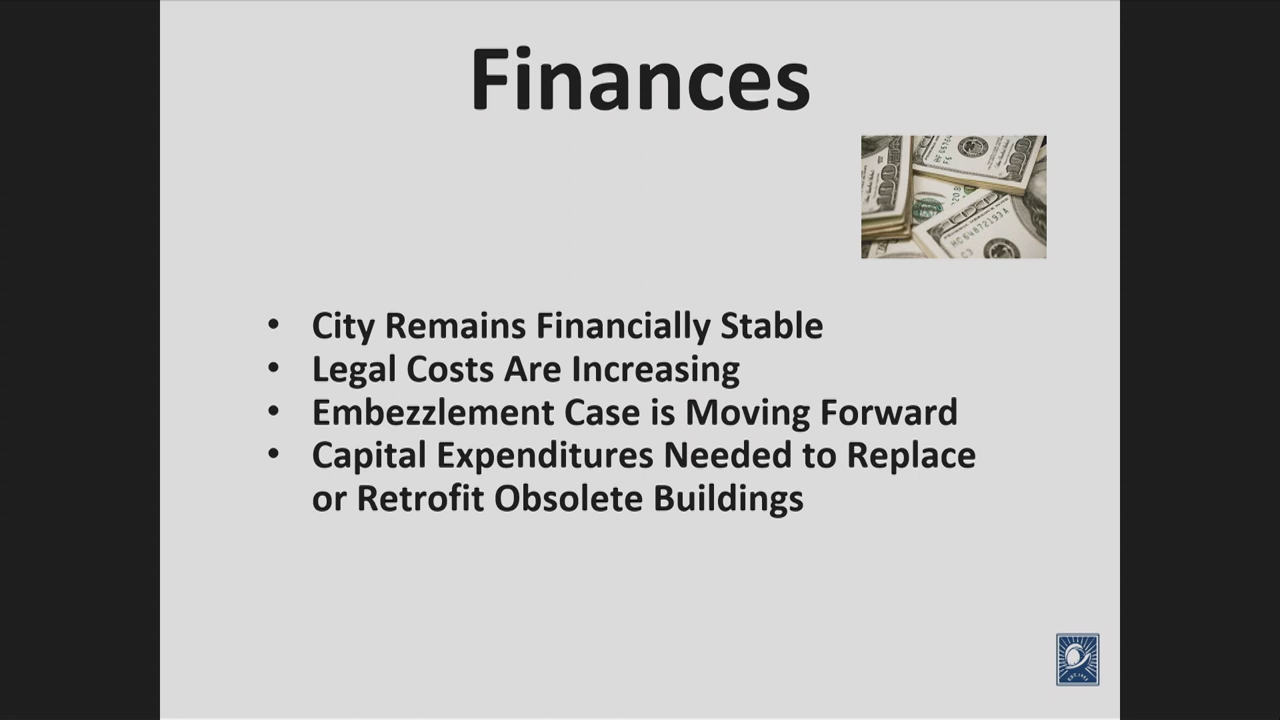 Finances
• City Remains Financially Stable
• Legal Costs Are Increasing
• Embezzlement Case is Moving Forward
• Capital Expenditures Needed to Replace
or Retrofit Obsolete Buildings